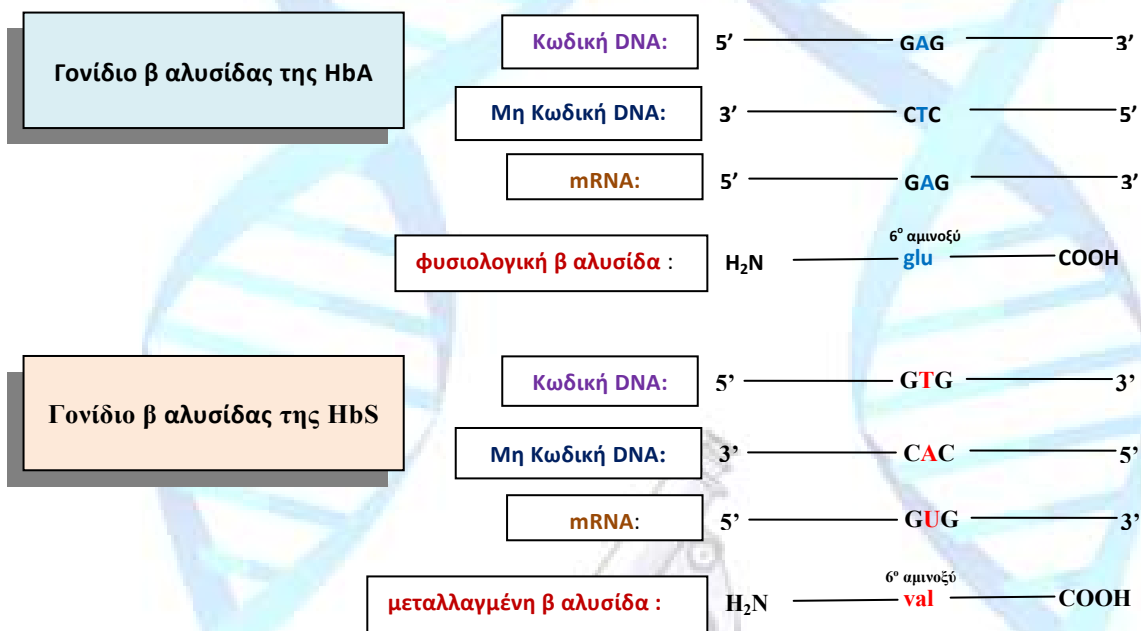 Κωδική DNA: 5’ GAG 3’
Γονίδιο β αλυσίδας της HbA
Μη Κωδική DNA: 3’ CTC 5’
mRNA: 5’ GAG 3’
6ο αμινοξύ
φυσιολογική β αλυσίδα : H2N glu COOH
Κωδική DNA: 5’ GTG 3’
Γονίδιο β αλυσίδας της HbS
Μη Κωδική DNA: 3’ CAC 5’
mRNA: 5’ GUG 3’
6ο αμινοξύ
μεταλλαγμένη β αλυσίδα : H2N val COOH